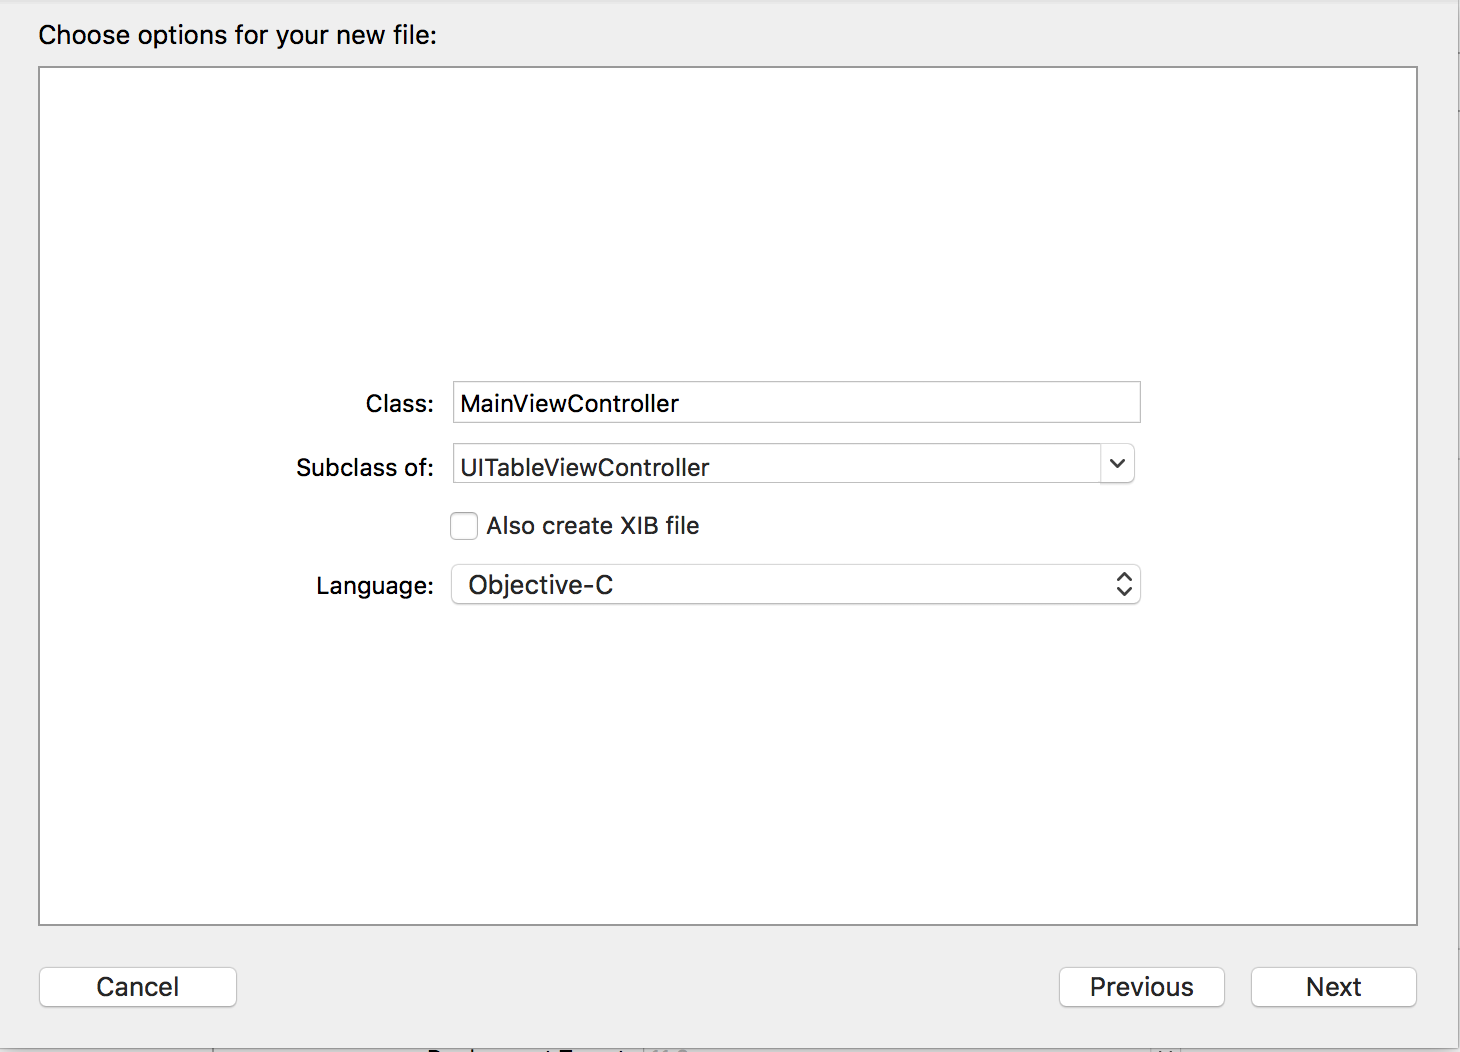 Choose options for your new file:
Class: MainViewController
Subclass of: UITableViewController
Also create XIB file
Language: Objective-C
Cancel Previous Next